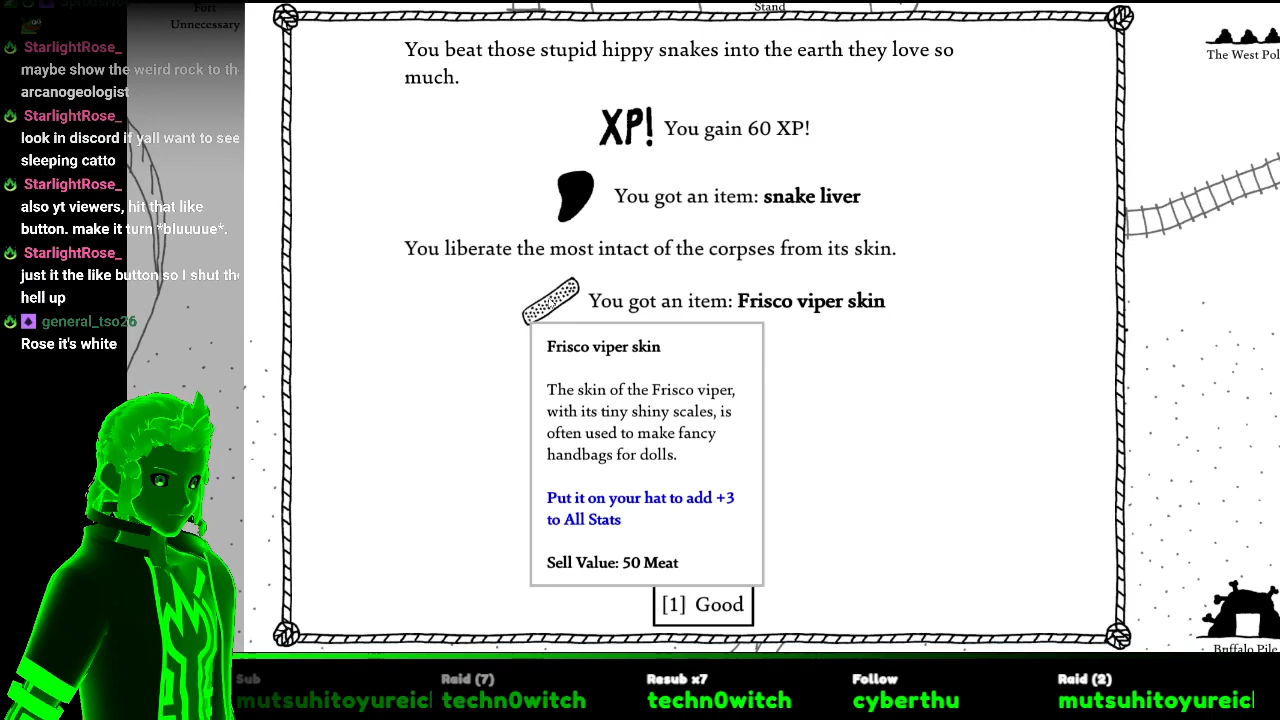 Fort
Unnecessary
StarlightRose_
maybe show the weird rock to th
arcanogeologist
StarlightRose_
look in discord if yall want to see
sleeping catto
StarlightRose_
also yt viewers, hit that like
button. make it turn *bluuuue*.
StarlightRose_
just it the like button so I shut the
hell up
general_tso26
Rose it's white
Stand
You beat those stupid hippy snakes into the earth they love so
much.
XP! You gain 60 XP!
You got an item: snake liver
You liberate the most intact of the corpses from its skin.
You got an item: Frisco viper skin
Frisco viper skin
The skin of the Frisco viper,
with its tiny shiny scales, is
often used to make fancy
handbags for dolls.
Put it on your hat to add +3
to All Stats
Sell Value: 50 Meat
[1] Good
The West Pol
Buffalo Pile
Sub
mutsuhitoyureic
Raid (7)
techn0witch
Resub x7
techn0witch
Follow
cyberthu
Raid (2)
mutsuhitoyureic